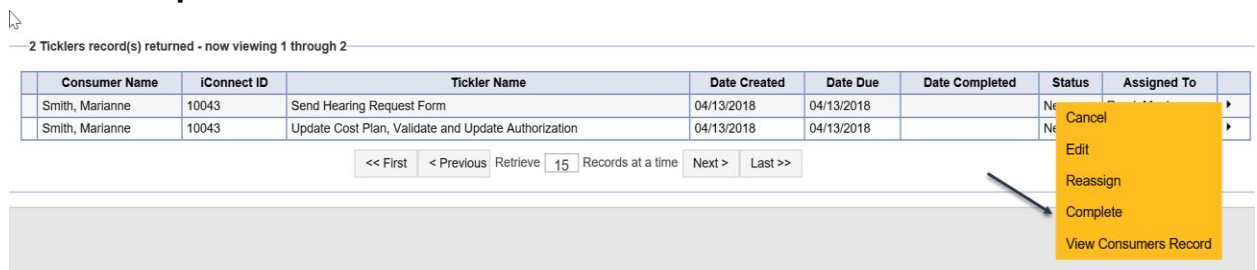 2 Ticklers record(s) returned - now viewing 1 through 2
Consumer Name iConnect ID Tickler Name Date Created Date Due Date Completed Status Assigned To
Smith, Marianne 10043 Send Hearing Request Form 04/13/2018 04/13/2018
Smith, Marianne 10043 Update Cost Plan, Validate and Update Authorization 04/13/2018 04/13/2018
<< First < Previous Retrieve 15 Records at a time Next > Last >>
Cancel
Edit
Reassign
Complete
View Consumers Record